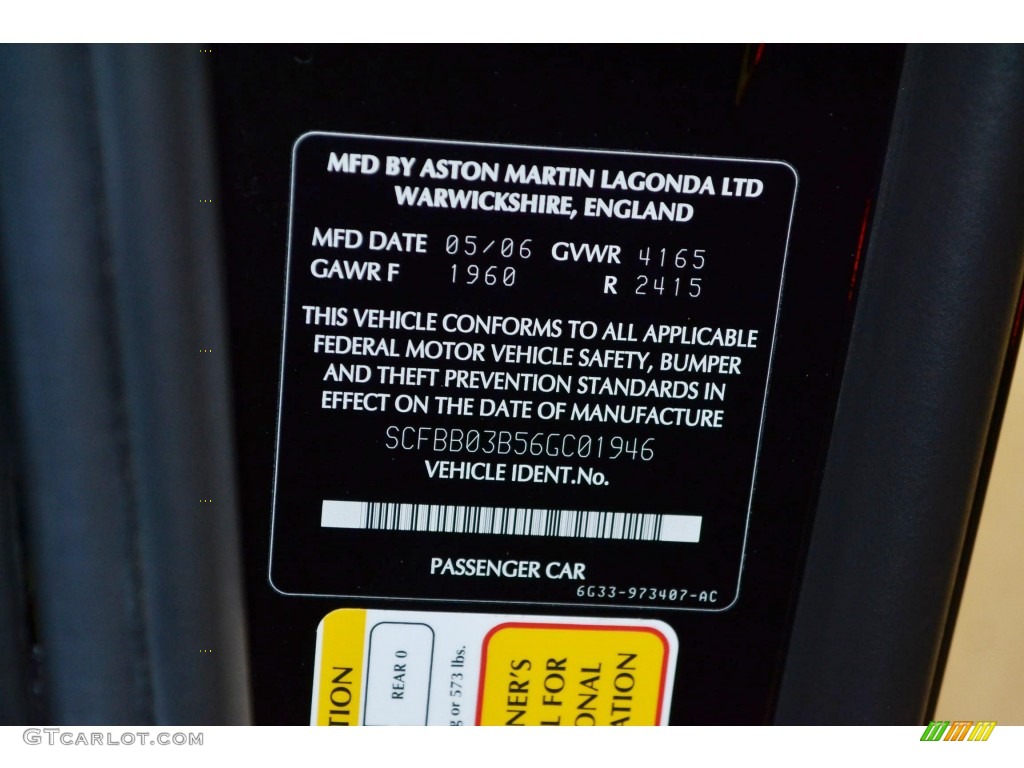 MFD BY ASTON MARTIN LAGONDA LTD
WARWICKSHIRE, ENGLAND
MFD DATE 05/06 GVWR 4165
GAWR F 1960 R 2415
THIS VEHICLE CONFORMS TO ALL APPLICABLE
FEDERAL MOTOR VEHICLE SAFETY, BUMPER
AND THEFT PREVENTION STANDARDS IN
EFFECT ON THE DATE OF MANUFACTURE
SCFBB03B56GC01946
VEHICLE IDENT.No.
PASSENGER CAR
6G33-973407-AC
TION
REAR 0
g or 573 lbs.
NER'S
L FOR
ONAL
ATION
GTCARLOT.COM